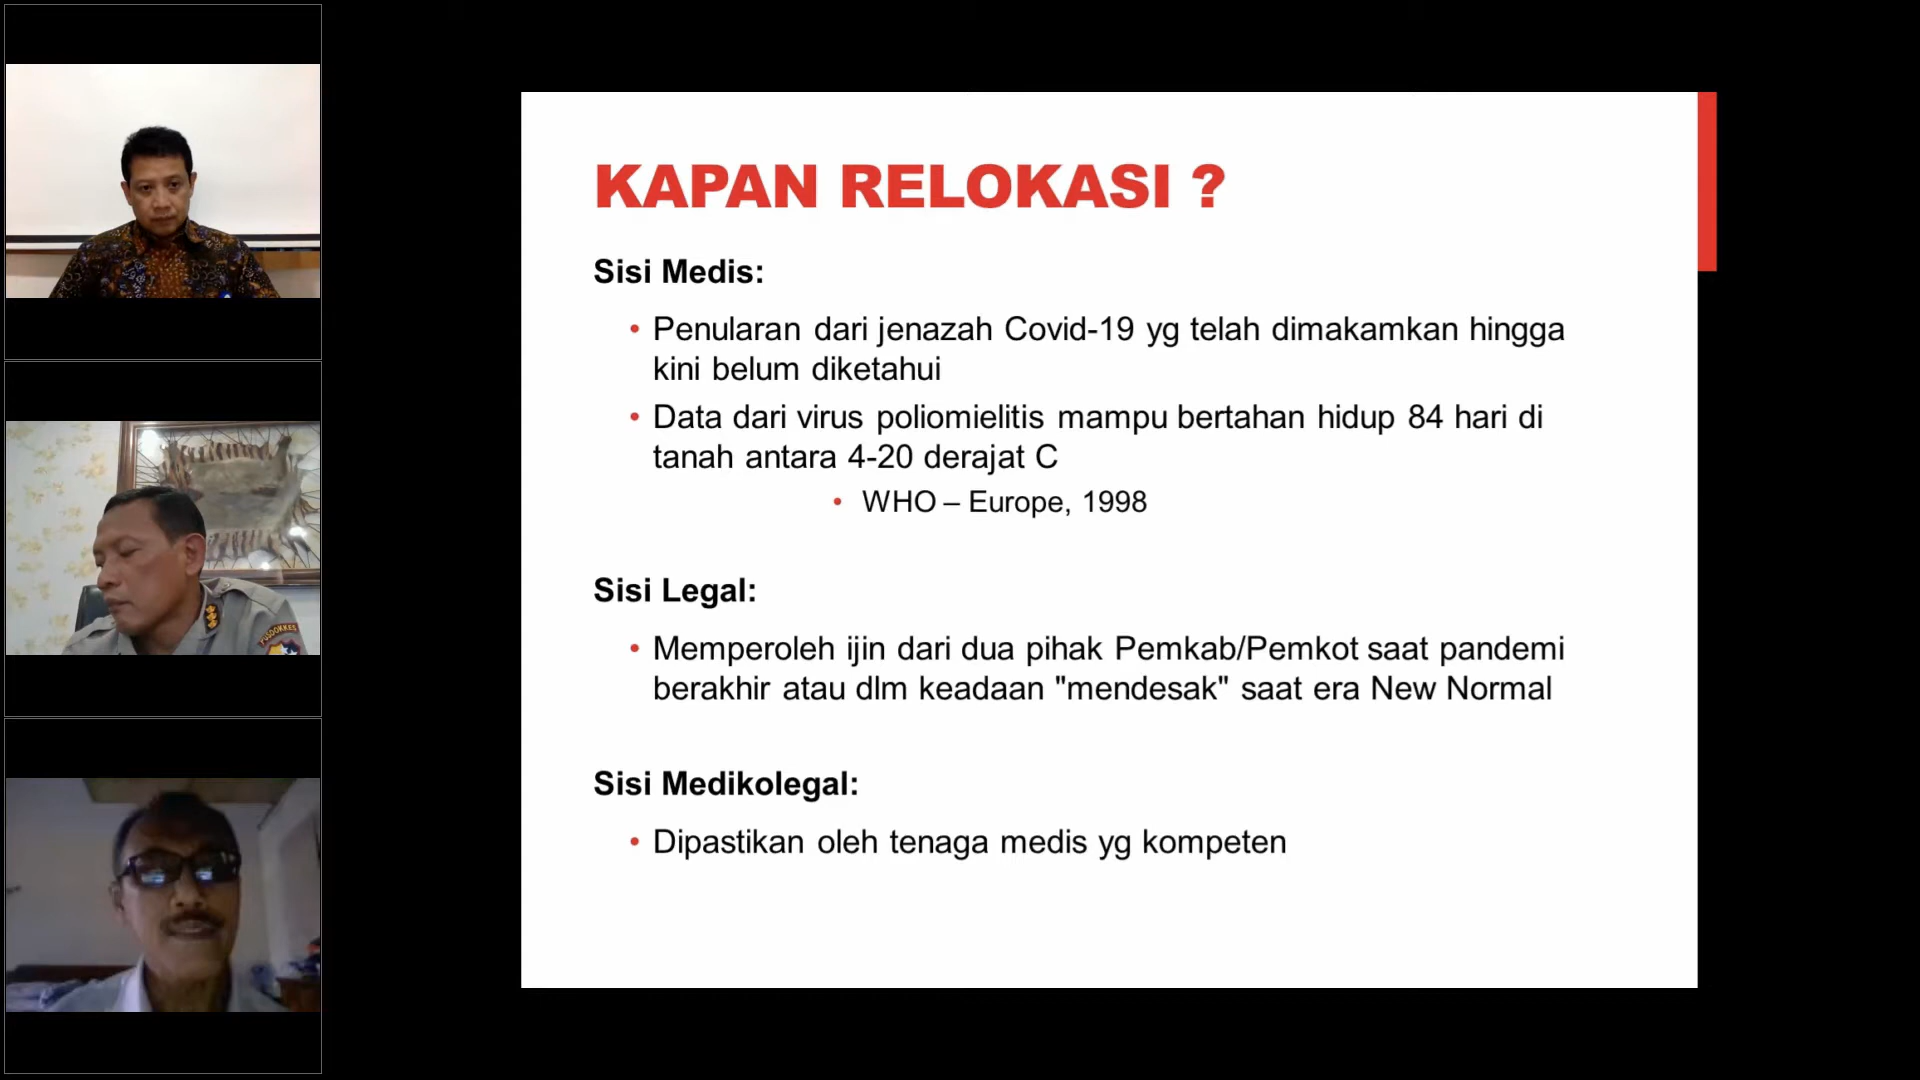 KAPAN RELOKASI ?
Sisi Medis:
• Penularan dari jenazah Covid-19 yg telah dimakamkan hingga
kini belum diketahui
• Data dari virus poliomielitis mampu bertahan hidup 84 hari di
tanah antara 4-20 derajat C
• WHO – Europe, 1998
Sisi Legal:
• Memperoleh ijin dari dua pihak Pemkab/Pemkot saat pandemi
berakhir atau dlm keadaan "mendesak" saat era New Normal
Sisi Medikolegal:
• Dipastikan oleh tenaga medis yg kompeten
PUSDOKKES